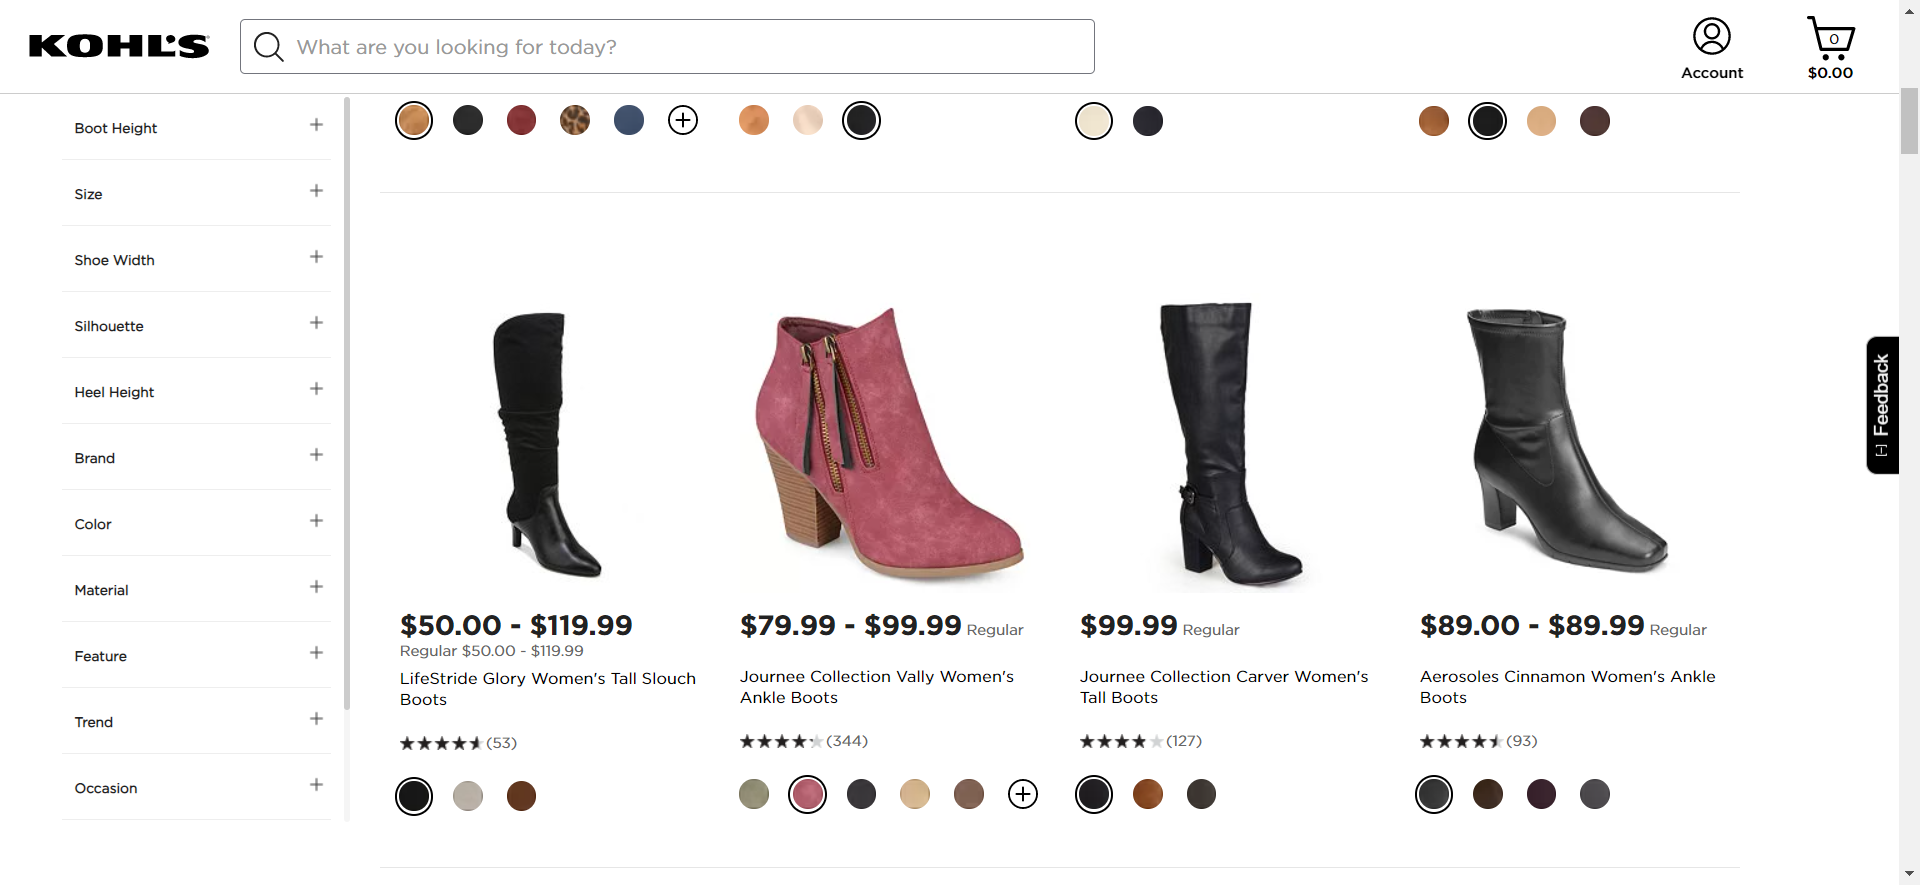 KOHL'S
What are you looking for today?
Account
0
$0.00
Boot Height
Size
Shoe Width
Silhouette
Heel Height
Brand
Color
Material
Feature
Trend
Occasion
$50.00 - $119.99
Regular $50.00 - $119.99
LifeStride Glory Women's Tall Slouch
Boots
(53)
$79.99 - $99.99 Regular
Journee Collection Vally Women's
Ankle Boots
(344)
$99.99 Regular
Journee Collection Carver Women's
Tall Boots
(127)
$89.00 - $89.99 Regular
Aerosoles Cinnamon Women's Ankle
Boots
(93)
[-] Feedback